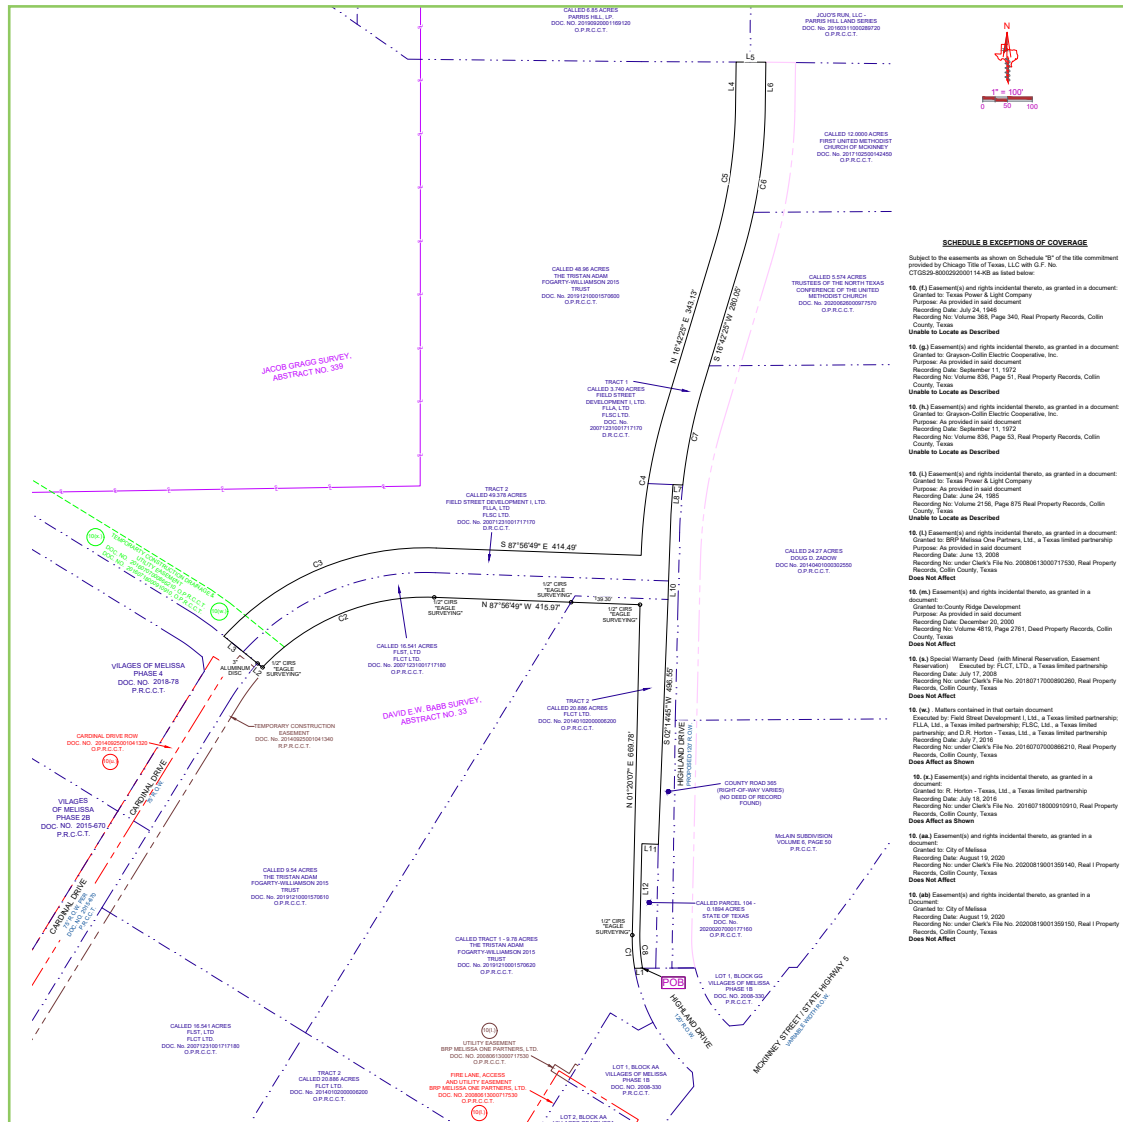 CALLED 6.85 ACRES
PARRIS HILL, LP.
DOC. NO. 20190920001169120
O.P.R.C.C.T.
JOJO'S RUN, LLC -
PARRIS HILL LAND SERIES
DOC. No. 20160311000289720
O.P.R.C.C.T.
N
1" = 100'
0 50 100
L5
L4
L6
CALLED 12.0000 ACRES
FIRST UNITED METHODIST
CHURCH OF MCKINNEY
DOC. No. 2017102500142450
O.P.R.C.C.T.
C5
C6
CALLED 48.96 ACRES
THE TRISTAN ADAM
FOGARTY-WILLIAMSON 2015
TRUST
DOC. No. 20191210001570600
O.P.R.C.C.T.
CALLED 5.574 ACRES
TRUSTEES OF THE NORTH TEXAS
CONFERENCE OF THE UNITED
METHODIST CHURCH
DOC. No. 20200626000977570
O.P.R.C.C.T.
N 16°42'25" E 343.13'
S 16°42'25" W 280.05'
JACOB GRAGG SURVEY,
ABSTRACT NO. 339
TRACT 1
CALLED 3.740 ACRES
FIELD STREET
DEVELOPMENT I, LTD.
FLLA, LTD
FLSC LTD.
DOC. No.
20071231001717170
D.R.C.C.T.
C7
C4
L7
L8
TRACT 2
CALLED 49.378 ACRES
FIELD STREET DEVELOPMENT I, LTD.
FLLA, LTD
FLSC LTD.
DOC. No. 20071231001717170
D.R.C.C.T.
S 87°56'49" E 414.49'
C3
CALLED 24.27 ACRES
DOUG D. ZADOW
DOC No. 20140401000302550
O.P.R.C.C.T.
L10
1/2" CIRS
"EAGLE
SURVEYING"
1/2" CIRS
"EAGLE
SURVEYING"
139.30'
1/2" CIRS
"EAGLE
SURVEYING"
N 87°56'49" W 415.97'
C2
TEMPORARY CONSTRUCTION, DRAINAGE &
UTILITY EASEMENT
L3
L2
3"
ALUMINUM
DISC
1/2" CIRS
"EAGLE
SURVEYING"
CALLED 16.541 ACRES
FLST, LTD
FLCT LTD.
DOC. No. 20071231001717180
O.P.R.C.C.T.
VILAGES OF MELISSA
PHASE 4
DOC. NO. 2018-78
P.R.C.C.T.
DAVID E.W. BABB SURVEY,
ABSTRACT NO. 33
TRACT 2
CALLED 20.886 ACRES
FLCT LTD.
DOC. No. 20140102000006200
O.P.R.C.C.T.
TEMPORARY CONSTRUCTION
EASEMENT
DOC. No. 20140925001041340
R.P.R.C.C.T.
CARDINAL DRIVE ROW
DOC. NO. 20140925001041320
O.P.R.C.C.T.
N 01°20'07" E 669.78'
S 02°14'45" W 496.55'
HIGHLAND DRIVE
PROPOSED 120' R.O.W.
CARDINAL DRIVE
75' R.O.W.
VILAGES
OF MELISSA
PHASE 2B
DOC. NO. 2015-670
P.R.C.C.T.
COUNTY ROAD 365
(RIGHT-OF-WAY VARIES)
(NO DEED OF RECORD
FOUND)
McLAIN SUBDIVISION
VOLUME 6, PAGE 50
P.R.C.C.T.
L11
L12
CARDINAL DRIVE
75' R.O.W. PER
DOC. NO. 2015-670
P.R.C.C.T.
CALLED 9.54 ACRES
THE TRISTAN ADAM
FOGARTY-WILLIAMSON 2015
TRUST
DOC. No. 20191210001570610
O.P.R.C.C.T.
CALLED PARCEL 104 -
0.1894 ACRES
STATE OF TEXAS
DOC. No.
20200207000177160
O.P.R.C.C.T.
1/2" CIRS
"EAGLE
SURVEYING"
CALLED TRACT 1 - 9.78 ACRES
THE TRISTAN ADAM
FOGARTY-WILLIAMSON 2015
TRUST
DOC. No. 20191210001570620
O.P.R.C.C.T.
C1
C8
L1
POB
LOT 1, BLOCK GG
VILLAGES OF MELISSA
PHASE 1B
DOC. NO. 2008-330
P.R.C.C.T.
HIGHLAND DRIVE
120' R.O.W.
MCKINNEY STREET / STATE HIGHWAY 5
VARIABLE WIDTH R.O.W.
CALLED 16.541 ACRES
FLST, LTD
FLCT LTD.
DOC. No. 20071231001717180
O.P.R.C.C.T.
10(l.)
UTILITY EASEMENT
BRP MELISSA ONE PARTNERS, LTD.
DOC. NO. 20080613000717530
O.P.R.C.C.T.
TRACT 2
CALLED 20.886 ACRES
FLCT LTD.
DOC. No. 20140102000006200
O.P.R.C.C.T.
FIRE LANE, ACCESS
AND UTILITY EASEMENT
BRP MELISSA ONE PARTNERS, LTD
DOC. NO. 20080613000717530
O.P.R.C.C.T.
10(l.)
LOT 1, BLOCK AA
VILLAGES OF MELISSA
PHASE 1B
DOC. NO. 2008-330
P.R.C.C.T.
LOT 2, BLOCK AA
SCHEDULE B EXCEPTIONS OF COVERAGE
Subject to the easements as shown on Schedule "B" of the title commitment
provided by Chicago Title of Texas, LLC with G.F. No.
CTGS29-8000292000114-KB as listed below:
10. (f.) Easement(s) and rights incidental thereto, as granted in a document:
Granted to: Texas Power & Light Company
Purpose: As provided in said document
Recording Date: July 24, 1946
Recording No: Volume 368, Page 340, Real Property Records, Collin
County, Texas
Unable to Locate as Described
10. (g.) Easement(s) and rights incidental thereto, as granted in a document:
Granted to: Grayson-Collin Electric Cooperative, Inc.
Purpose: As provided in said document
Recording Date: September 11, 1972
Recording No: Volume 836, Page 51, Real Property Records, Collin
County, Texas
Unable to Locate as Described
10. (h.) Easement(s) and rights incidental thereto, as granted in a document:
Granted to: Grayson-Collin Electric Cooperative, Inc.
Purpose: As provided in said document
Recording Date: September 11, 1972
Recording No: Volume 836, Page 53, Real Property Records, Collin
County, Texas
Unable to Locate as Described
10. (i.) Easement(s) and rights incidental thereto, as granted in a document:
Granted to: Texas Power & Light Company
Purpose: As provided in said document
Recording Date: June 24, 1985
Recording No: Volume 2156, Page 875 Real Property Records, Collin
County, Texas
Unable to Locate as Described
10. (l.) Easement(s) and rights incidental thereto, as granted in a document:
Granted to: BRP Melissa One Partners, Ltd., a Texas limited partnership
Purpose: As provided in said document
Recording Date: June 13, 2008
Recording No: under Clerk's File No. 20080613000717530, Real Property
Records, Collin County, Texas
Does Not Affect
10. (m.) Easement(s) and rights incidental thereto, as granted in a
document:
Granted to:County Ridge Development
Purpose: As provided in said document
Recording Date: December 20, 2000
Recording No: Volume 4819, Page 2761, Deed Property Records, Collin
County, Texas
Does Not Affect
10. (s.) Special Warranty Deed (with Mineral Reservation, Easement
Reservation) Executed by: FLCT, LTD., a Texas limited partnership
Recording Date: July 17, 2008
Recording No: under Clerk's File No. 20180717000890260, Real Property
Records, Collin County, Texas
Does Not Affect
10. (w.) . Matters contained in that certain document
Executed by: Field Street Development I, Ltd., a Texas limited partnership;
FLLA, Ltd., a Texas imited partnership; FLSC, Ltd., a Texas limited
partnership; and D.R. Horton - Texas, Ltd., a Texas limited partnership
Recording Date: July 7, 2016
Recording No: under Clerk's File No. 20160707000866210, Real Property
Records, Collin County, Texas
Does Affect as Shown
10. (x.) Easement(s) and rights incidental thereto, as granted in a
document:
Granted to: R. Horton - Texas, Ltd., a Texas limited partnership
Recording Date: July 18, 2016
Recording No: under Clerk's File No. 20160718000910910, Real Property
Records, Collin County, Texas
Does Affect as Shown
10. (aa.) Easement(s) and rights incidental thereto, as granted in a
document:
Granted to: City of Melissa
Recording Date: August 19, 2020
Recording No: under Clerk's File No. 20200819001359140, Real l Property
Records, Collin County, Texas
Does Not Affect
10. (ab) Easement(s) and rights incidental thereto, as granted in a
Document:
Granted to: City of Melissa
Recording Date: August 19, 2020
Recording No: under Clerk's File No. 20200819001359150, Real l Property
Records, Collin County, Texas
Does Not Affect